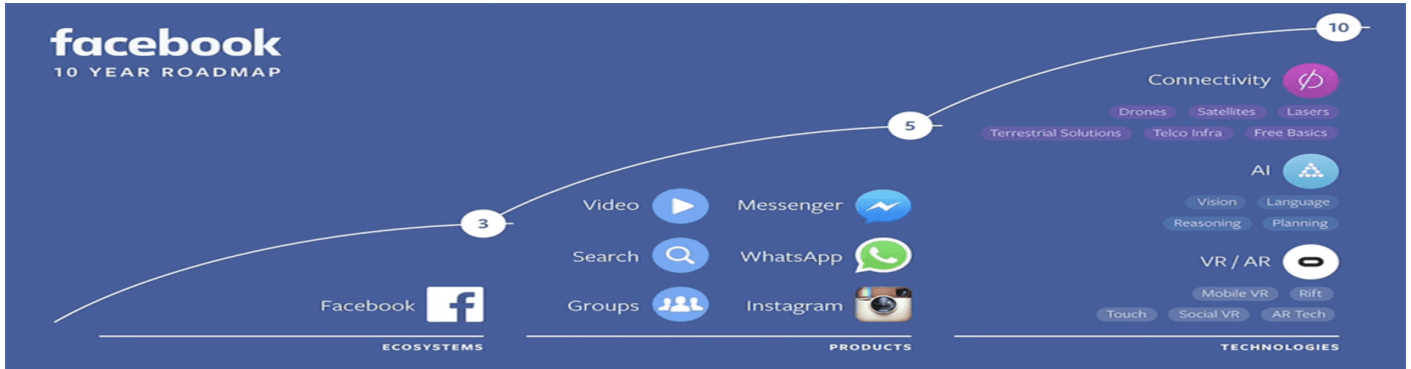 facebook
10 YEAR ROADMAP
3
5
10
Facebook
ECOSYSTEMS
Video
Messenger
Search
WhatsApp
Groups
Instagram
PRODUCTS
Connectivity
Drones Satellites Lasers
Terrestrial Solutions Telco Infra Free Basics
AI
Vision Language
Reasoning Planning
VR / AR
Mobile VR Rift
Touch Social VR AR Tech
TECHNOLOGIES